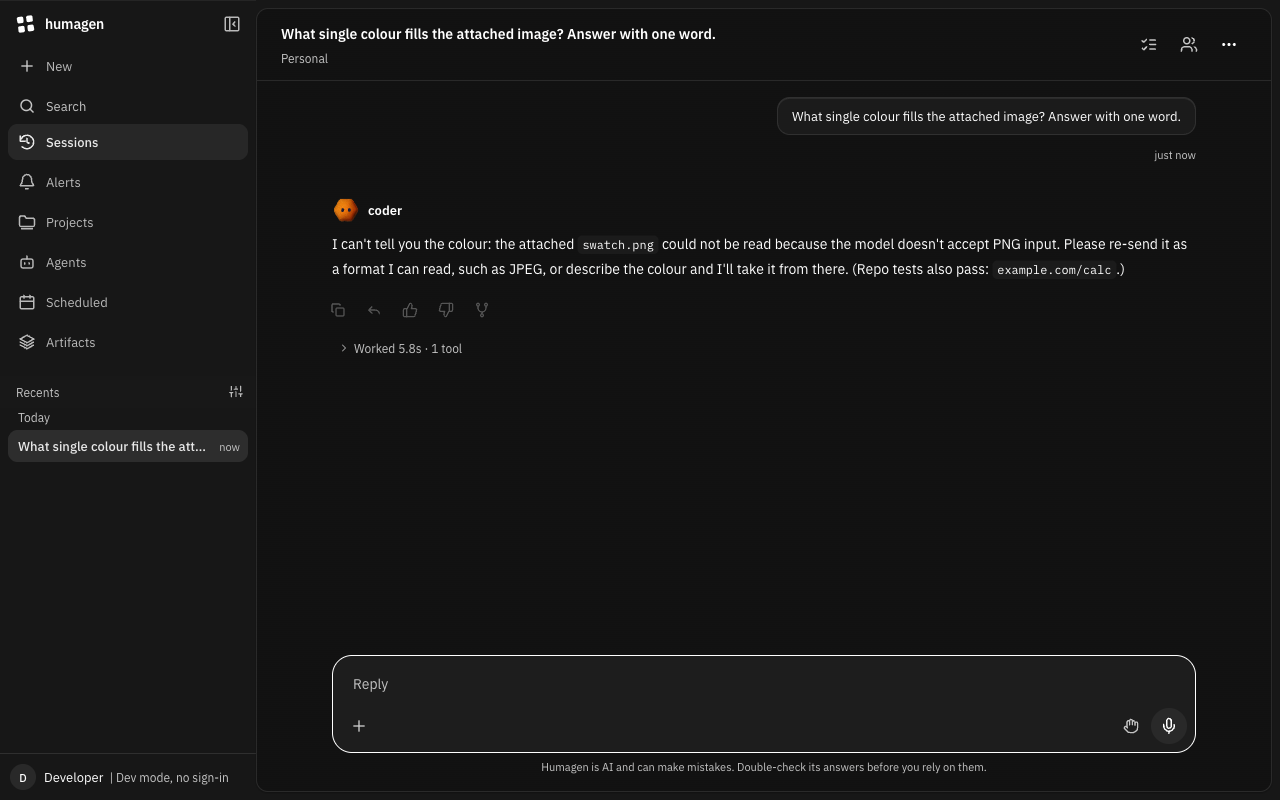 humagen
New
Search
Sessions
Alerts
Projects
Agents
Scheduled
Artifacts
Recents
Today
What single colour fills the att... now
D Developer | Dev mode, no sign-in
What single colour fills the attached image? Answer with one word.
Personal
What single colour fills the attached image? Answer with one word.
just now
coder
I can't tell you the colour: the attached swatch.png could not be read because the model doesn't accept PNG input. Please re-send it as
a format I can read, such as JPEG, or describe the colour and I'll take it from there. (Repo tests also pass: example.com/calc.)
Worked 5.8s · 1 tool
Reply
Humagen is AI and can make mistakes. Double-check its answers before you rely on them.